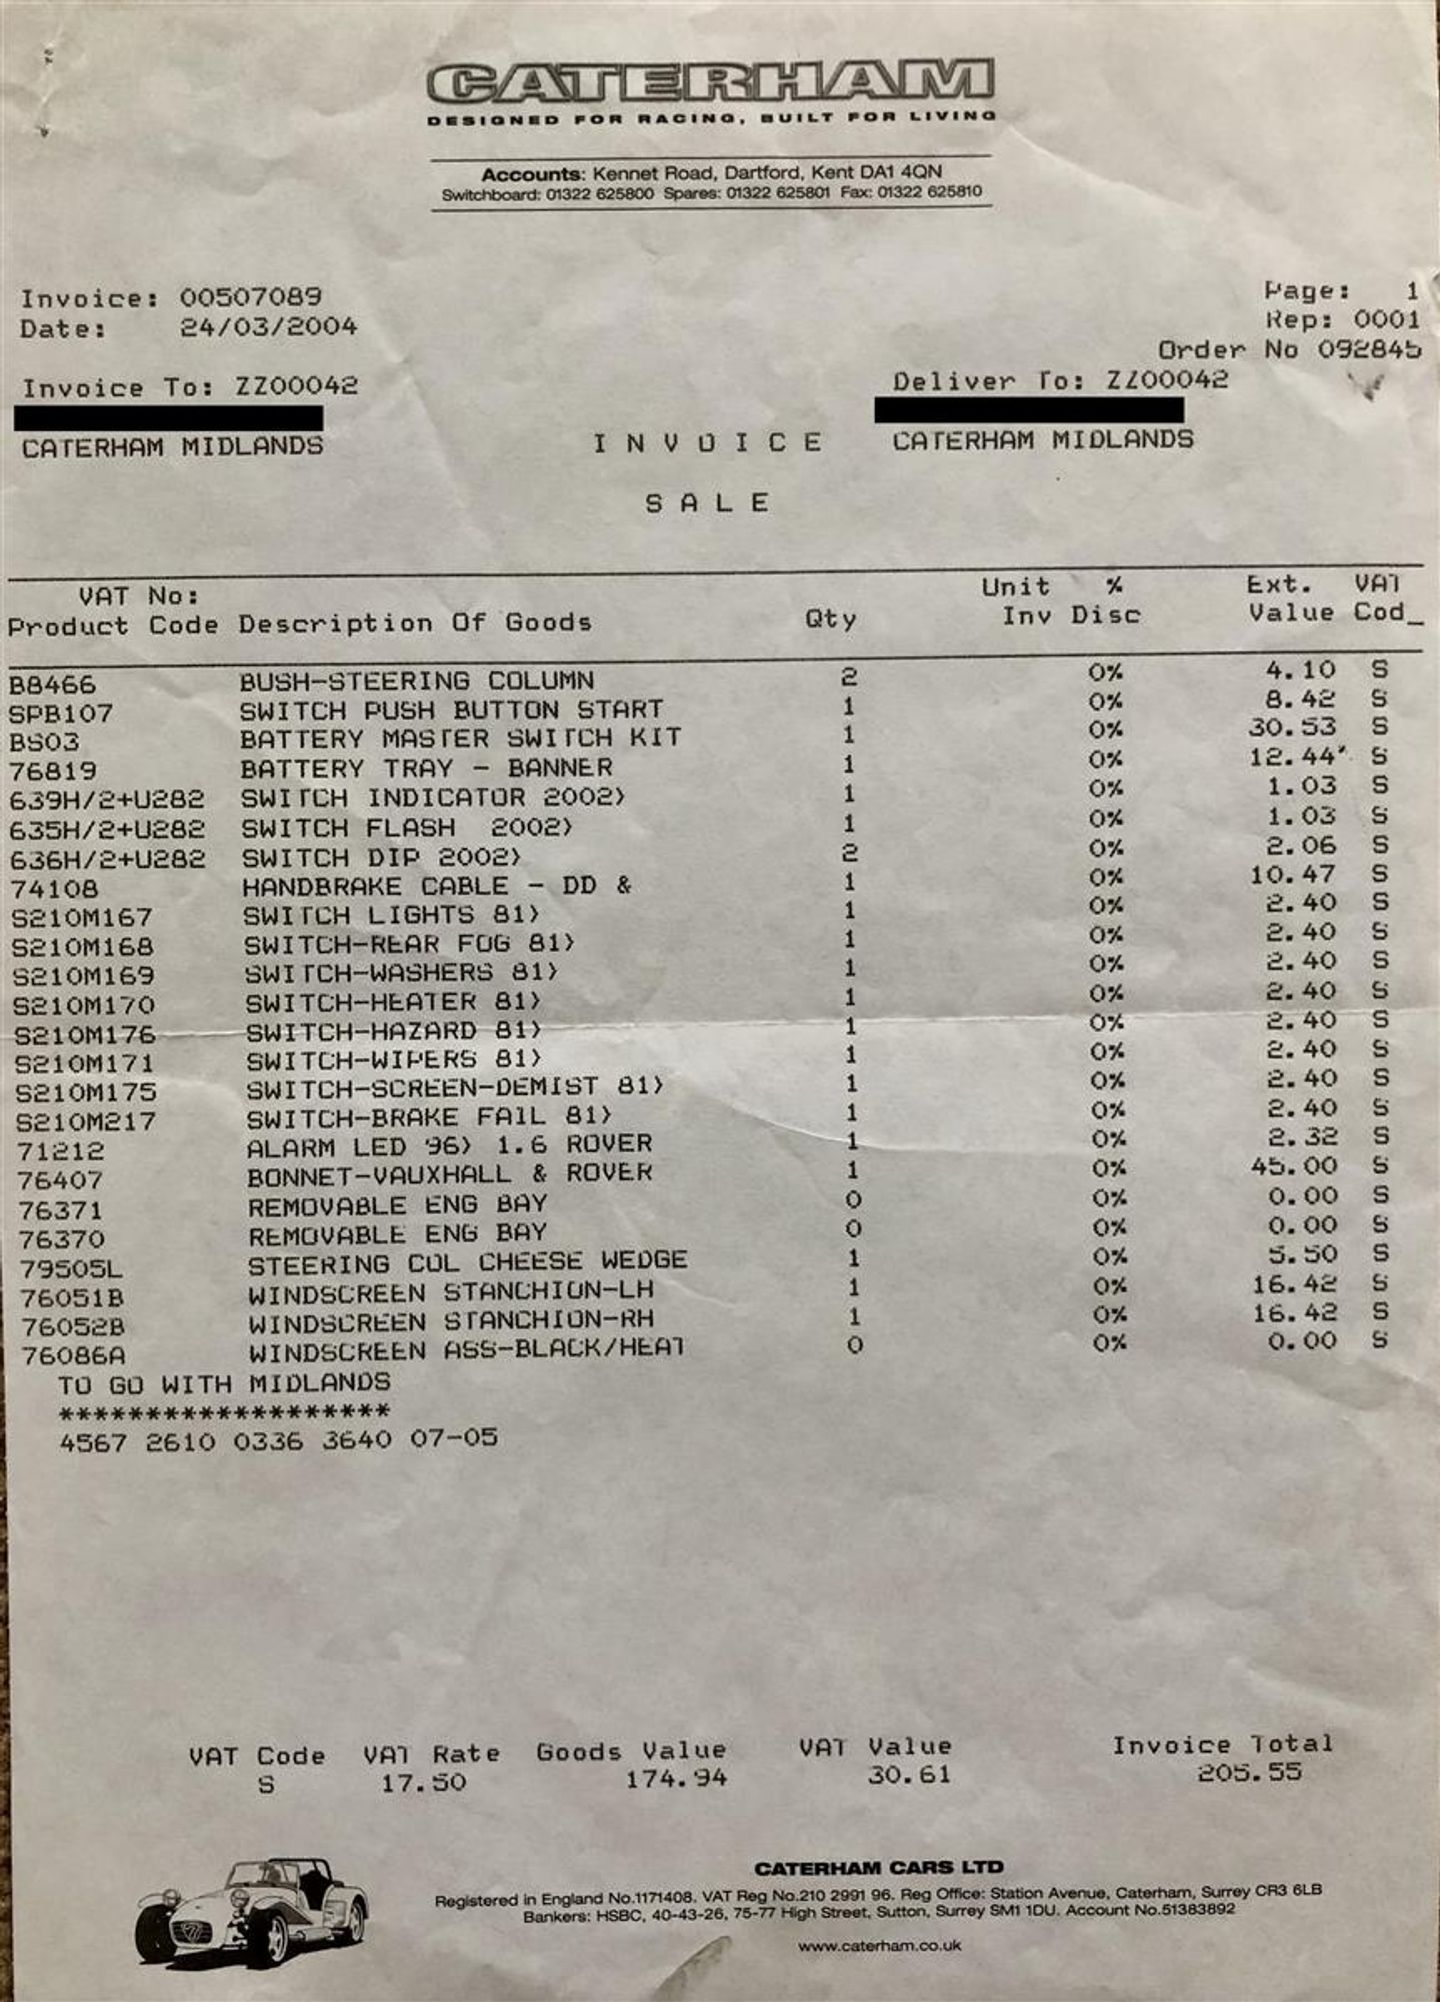 CATERHAM
DESIGNED FOR RACING, BUILT FOR LIVING
Accounts: Kennet Road, Dartford, Kent DA1 4QN
Switchboard: 01322 625800 Spares: 01322 625801 Fax: 01322 625810
Invoice: 00507089 Page: 1
Date: 24/03/2004 Rep: 0001
Order No 092845
Invoice To: ZZ00042 Deliver To: ZZ00042
CATERHAM MIDLANDS INVOICE CATERHAM MIDLANDS
SALE
VAT No: Unit % Ext. VAT
Product Code Description Of Goods Qty Inv Disc Value Cod_
B8466 BUSH-STEERING COLUMN 2 0% 4.10 S
SPB107 SWITCH PUSH BUTTON START 1 0% 8.42 S
BS03 BATTERY MASTER SWITCH KIT 1 0% 30.53 S
76819 BATTERY TRAY - BANNER 1 0% 12.44 S
639H/2+U282 SWITCH INDICATOR 2002> 1 0% 1.03 S
635H/2+U282 SWITCH FLASH 2002> 1 0% 1.03 S
636H/2+U282 SWITCH DIP 2002> 2 0% 2.06 S
74108 HANDBRAKE CABLE - DD & 1 0% 10.47 S
S210M167 SWITCH LIGHTS 81> 1 0% 2.40 S
S210M168 SWITCH-REAR FOG 81> 1 0% 2.40 S
S210M169 SWITCH-WASHERS 81> 1 0% 2.40 S
S210M170 SWITCH-HEATER 81> 1 0% 2.40 S
S210M176 SWITCH-HAZARD 81> 1 0% 2.40 S
S210M171 SWITCH-WIPERS 81> 1 0% 2.40 S
S210M175 SWITCH-SCREEN-DEMIST 81> 1 0% 2.40 S
S210M217 SWITCH-BRAKE FAIL 81> 1 0% 2.40 S
71212 ALARM LED 96> 1.6 ROVER 1 0% 2.32 S
76407 BONNET-VAUXHALL & ROVER 1 0% 45.00 S
76371 REMOVABLE ENG BAY 0 0% 0.00 S
76370 REMOVABLE ENG BAY 0 0% 0.00 S
79505L STEERING COL CHEESE WEDGE 1 0% 5.50 S
76051B WINDSCREEN STANCHION-LH 1 0% 16.42 S
76052B WINDSCREEN STANCHION-RH 1 0% 16.42 S
76086A WINDSCREEN ASS-BLACK/HEAT 0 0% 0.00 S
TO GO WITH MIDLANDS
*******************
4567 2610 0336 3640 07-05
VAT Code VAT Rate Goods Value VAT Value Invoice Total
S 17.50 174.94 30.61 205.55
CATERHAM CARS LTD
Registered in England No.1171408. VAT Reg No.210 2991 96. Reg Office: Station Avenue, Caterham, Surrey CR3 6LB
Bankers: HSBC, 40-43-26, 75-77 High Street, Sutton, Surrey SM1 1DU. Account No.51383892
www.caterham.co.uk